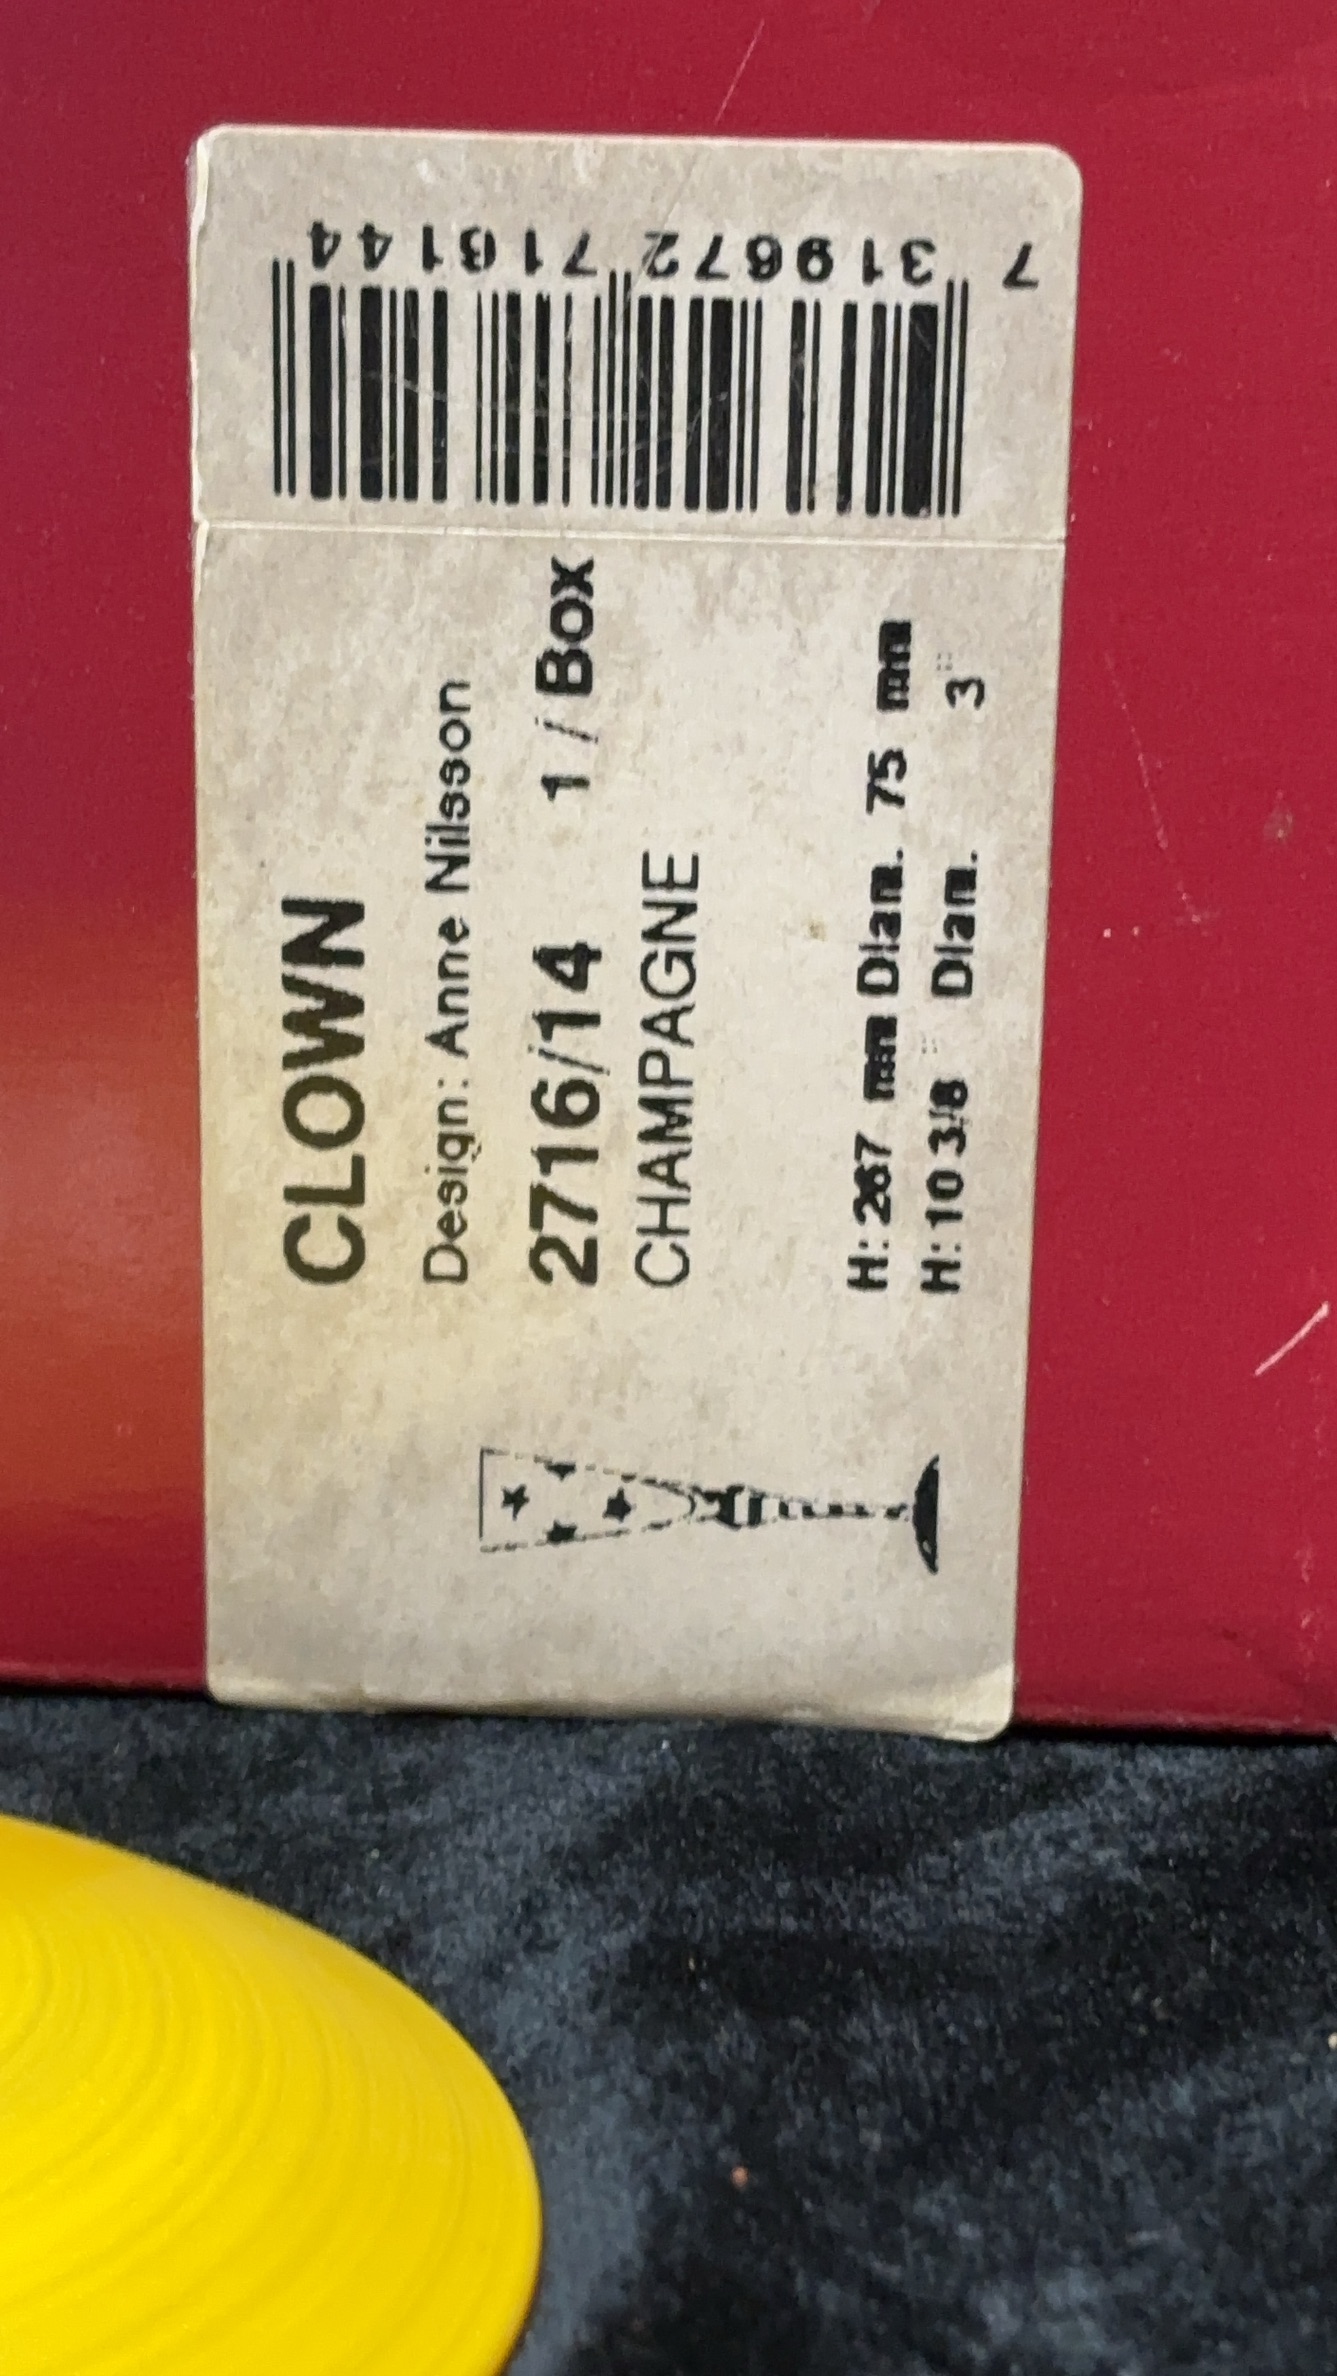 CLOWN
Design: Anne Nilsson
2716/14 1 / Box
CHAMPAGNE
H: 267 mm Diam. 75 mm
H: 10 3/8" Diam. 3"
7 319672 716144